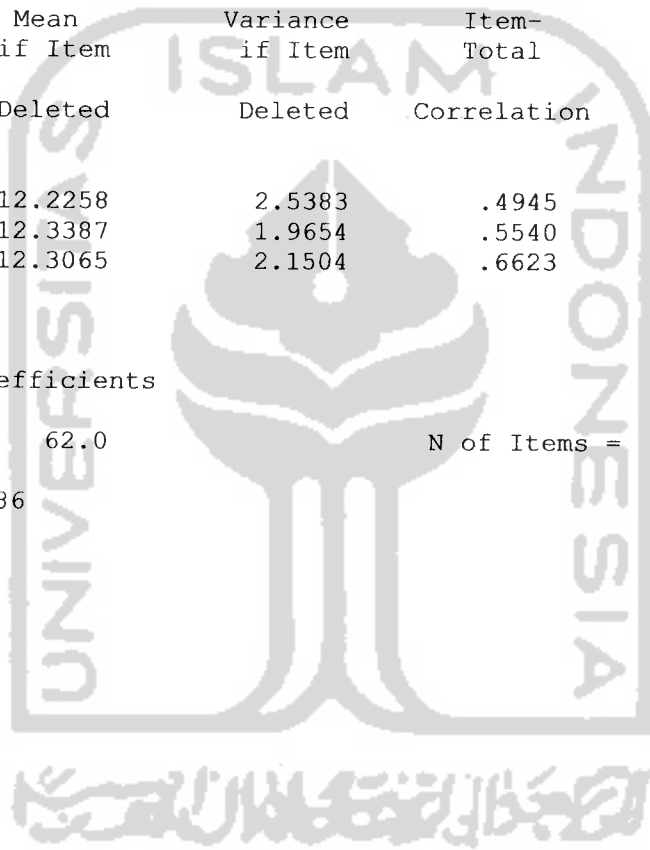 Mean Variance Item-
if Item if Item Total
Deleted Deleted Correlation
12.2258 2.5383 .4945
12.3387 1.9654 .5540
12.3065 2.1504 .6623
efficients
62.0 N of Items =
36
ISLAM
UNIVERSITAS
INDONESIA